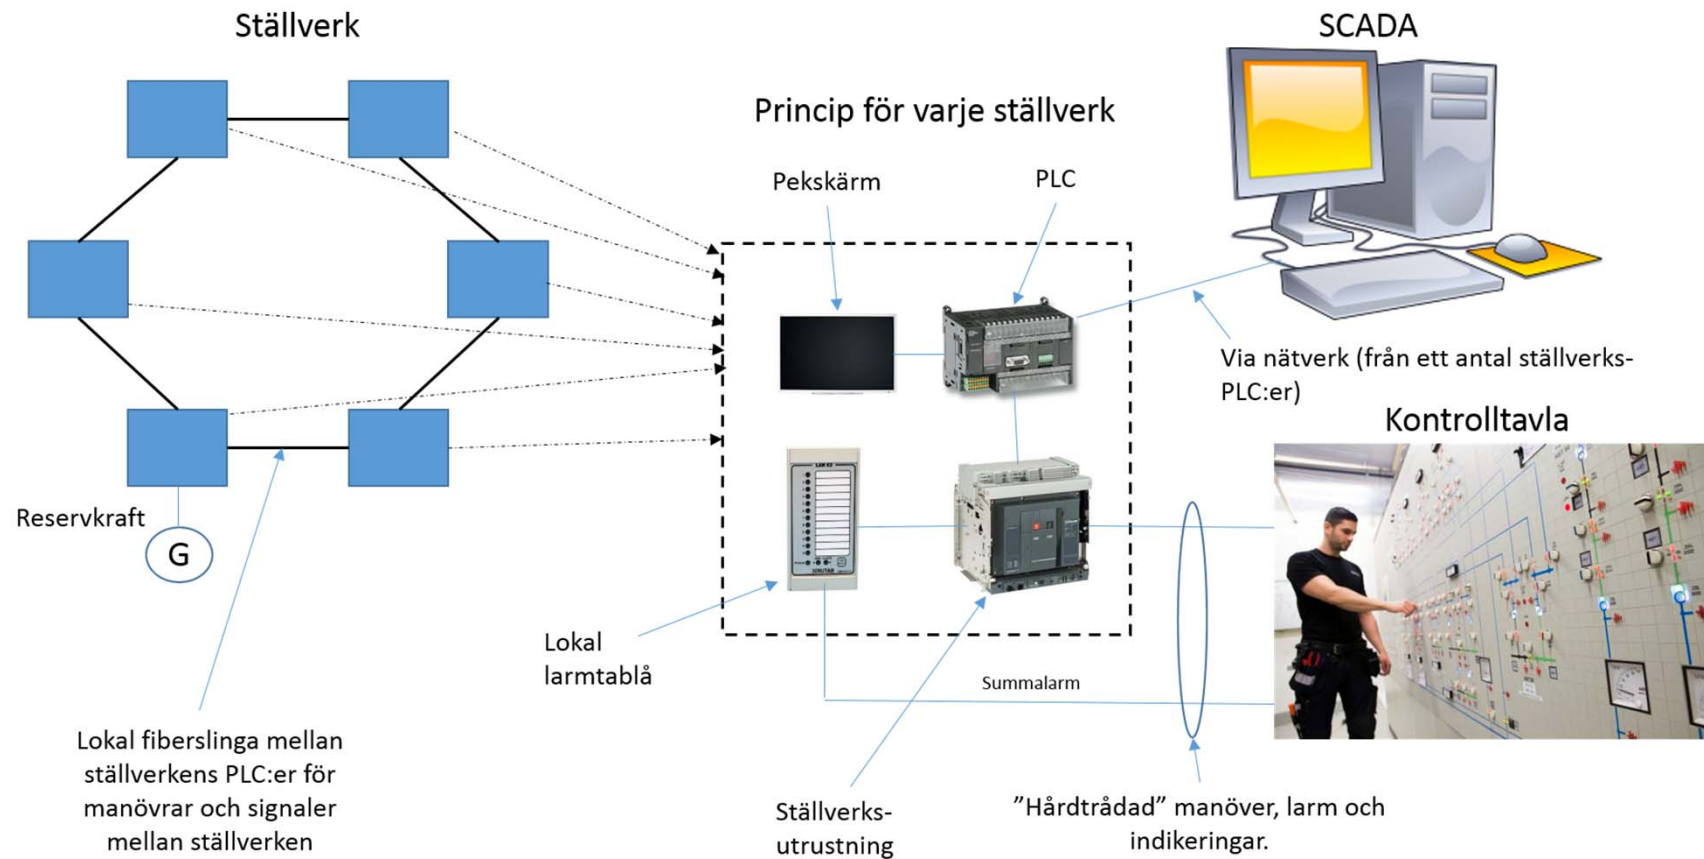 Ställverk
SCADA
Princip för varje ställverk
Pekskärm
PLC
Via nätverk (från ett antal ställverks-
PLC:er)
Kontrolltavla
Reservkraft
G
Lokal
larmtablå
Summalarm
Lokal fiberslinga mellan
ställverkens PLC:er för
manövrar och signaler
mellan ställverken
Ställverks-
utrustning
”Hårdtrådad” manöver, larm och
indikeringar.